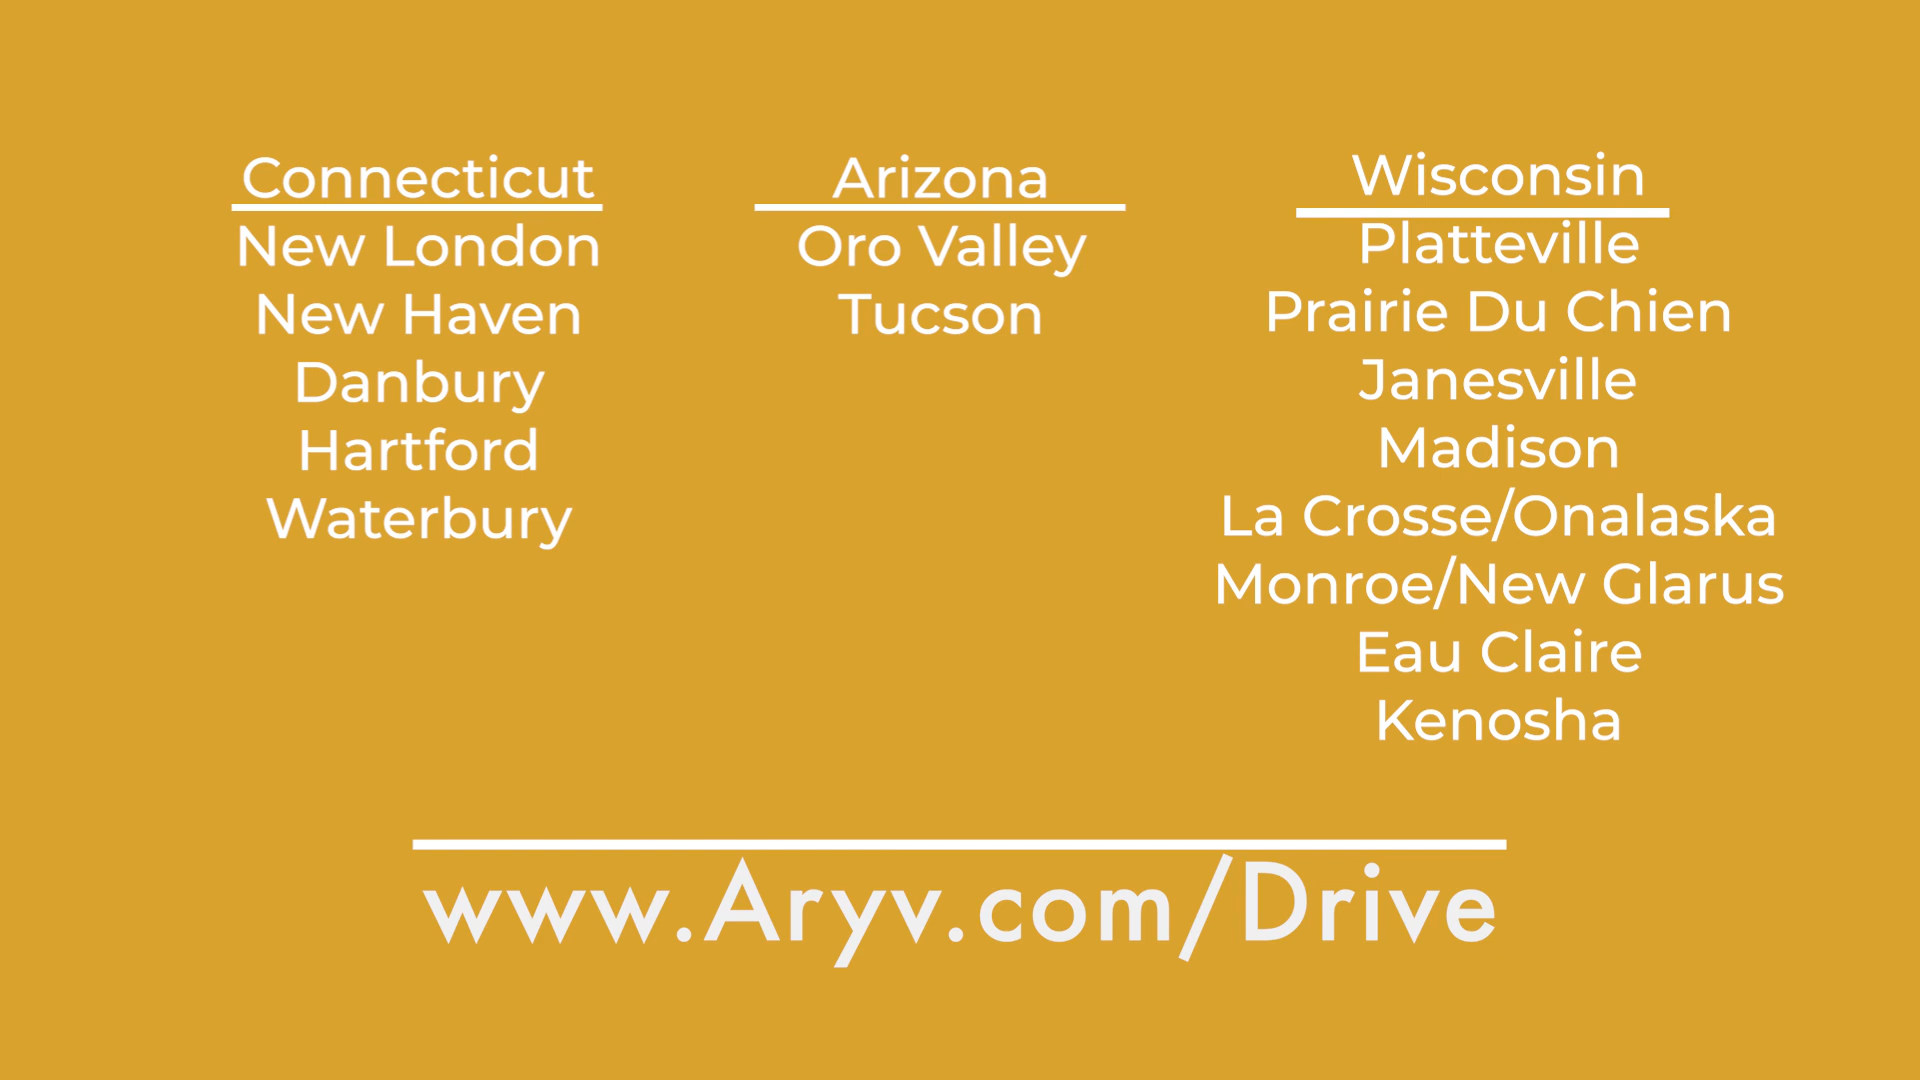 Connecticut
New London
New Haven
Danbury
Hartford
Waterbury
Arizona
Oro Valley
Tucson
Wisconsin
Platteville
Prairie Du Chien
Janesville
Madison
La Crosse/Onalaska
Monroe/New Glarus
Eau Claire
Kenosha
www.Aryv.com/Drive